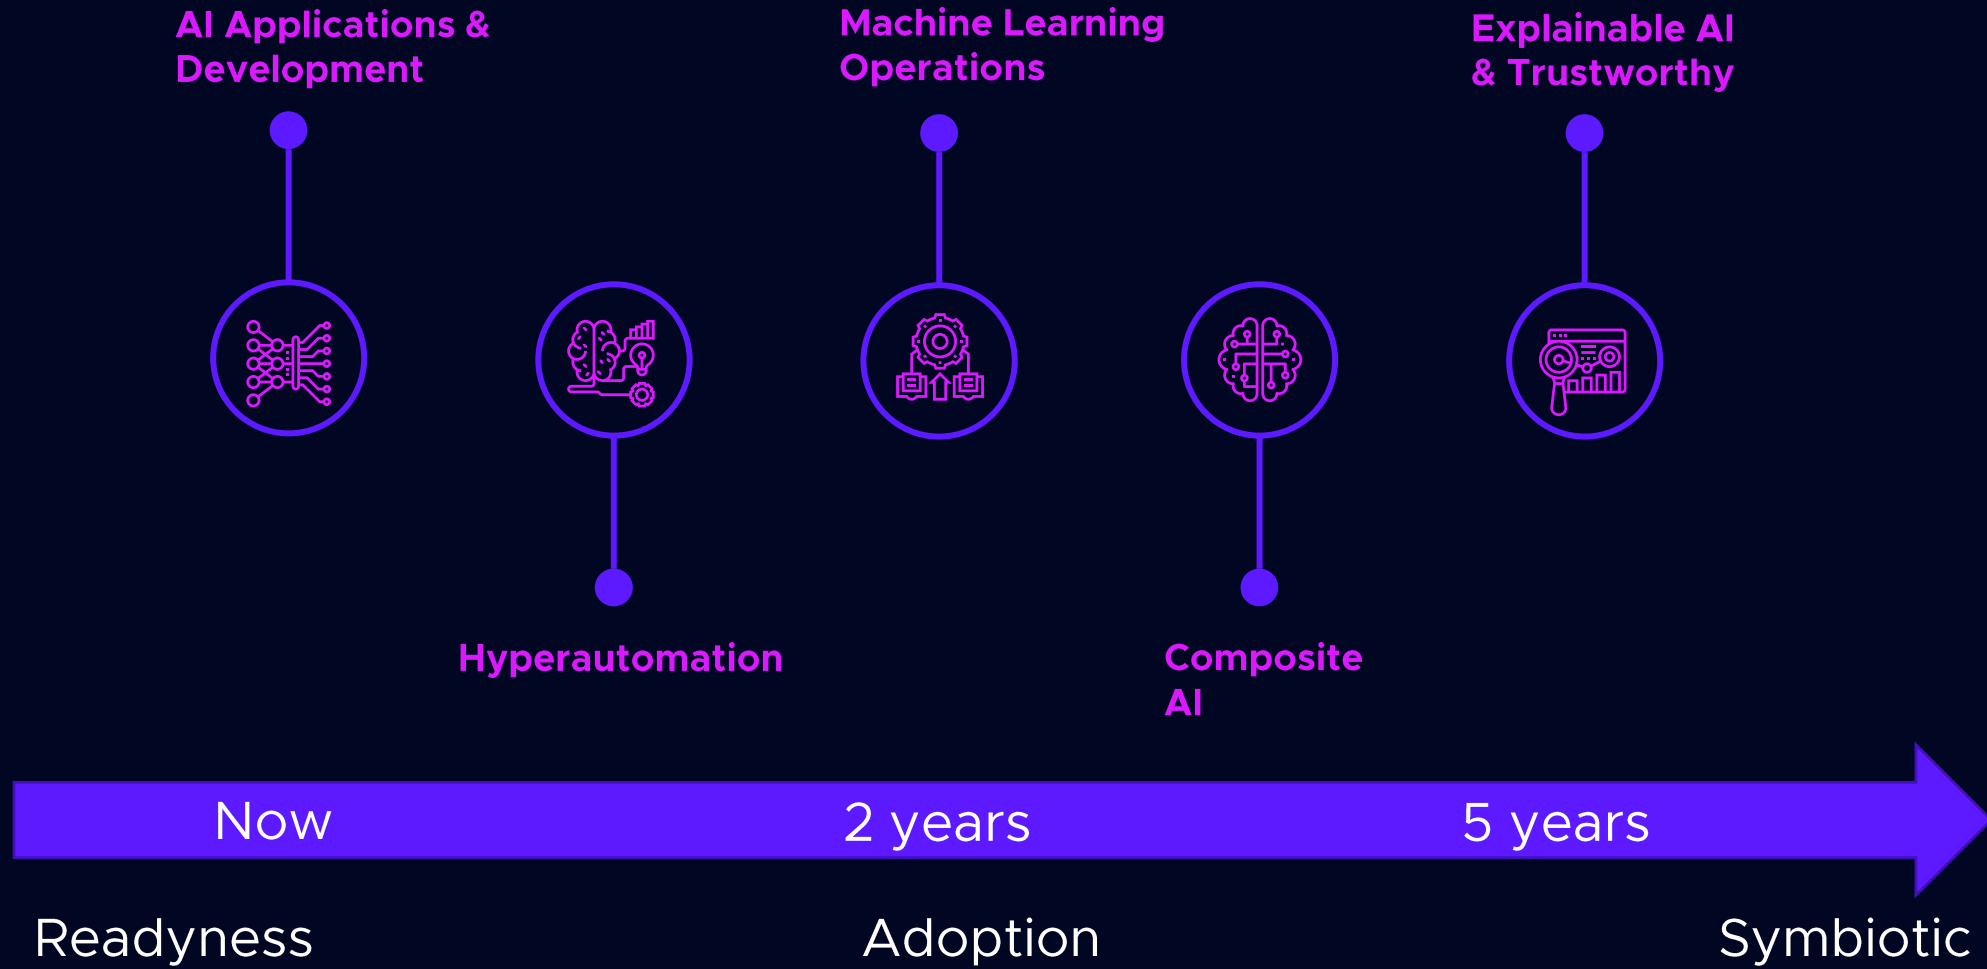 AI Applications &
Development
Machine Learning
Operations
Explainable AI
& Trustworthy
Hyperautomation
Composite
AI
Now
2 years
5 years
Readyness
Adoption
Symbiotic